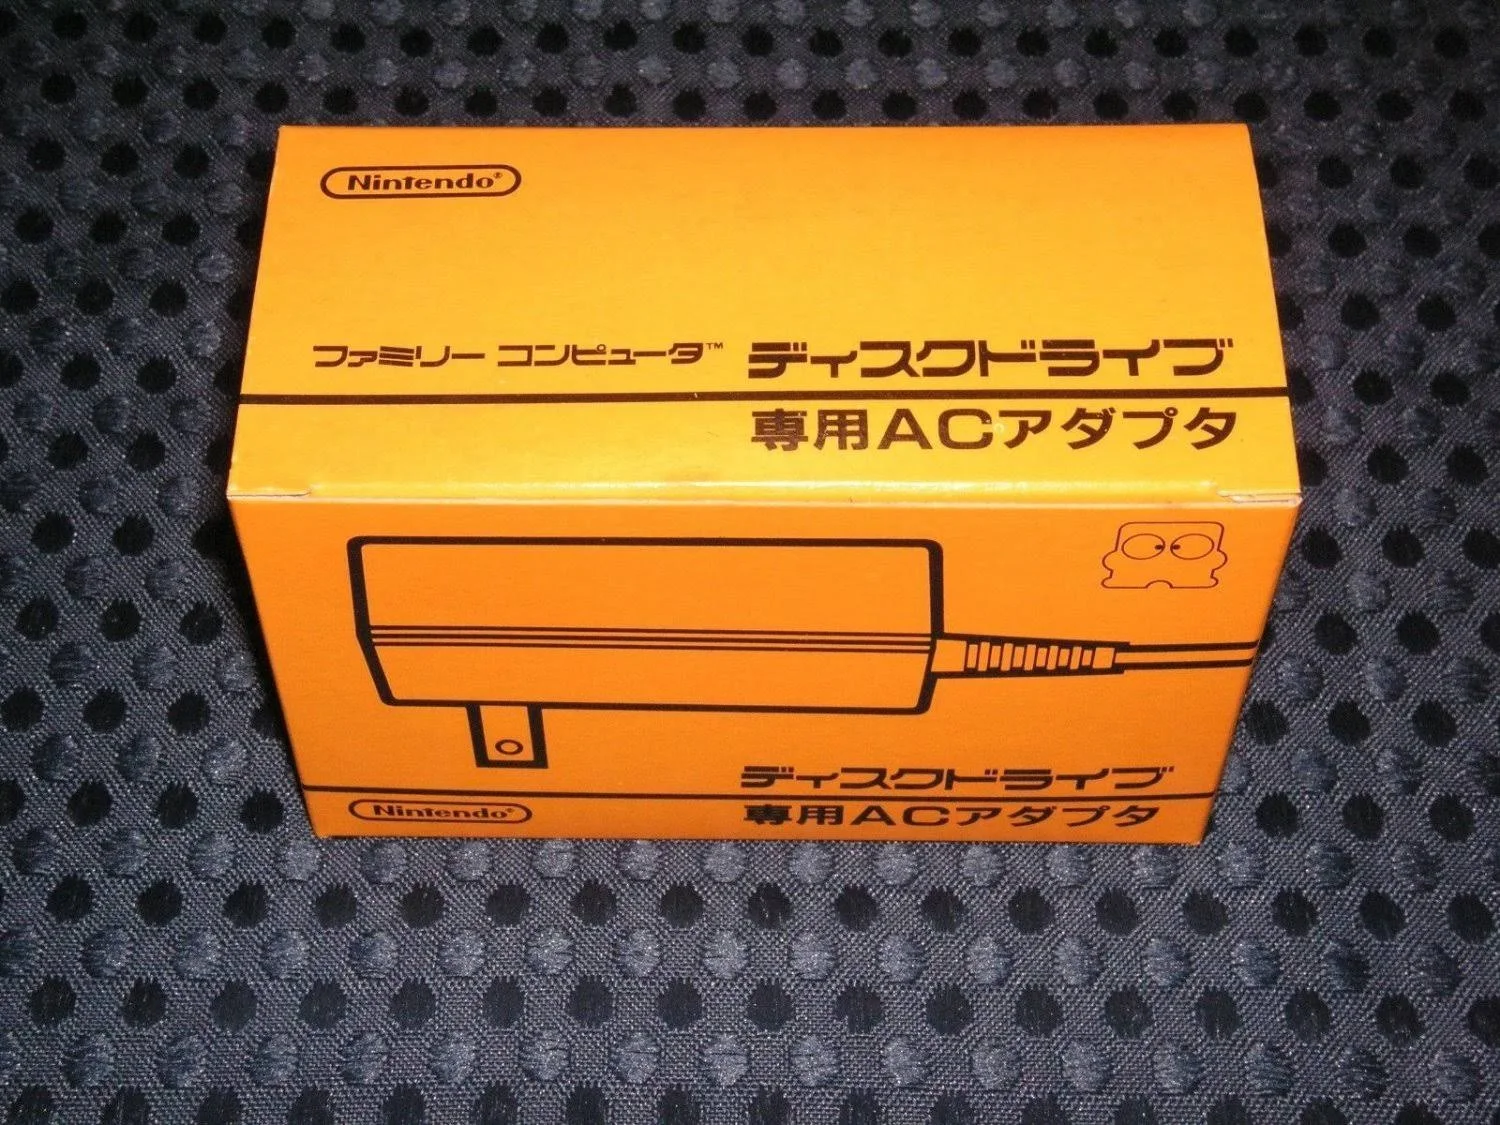 Nintendo®
ファミリー コンピュータ™ ディスクドライブ
専用ACアダプタ
ディスクドライブ
Nintendo® 専用ACアダプタ